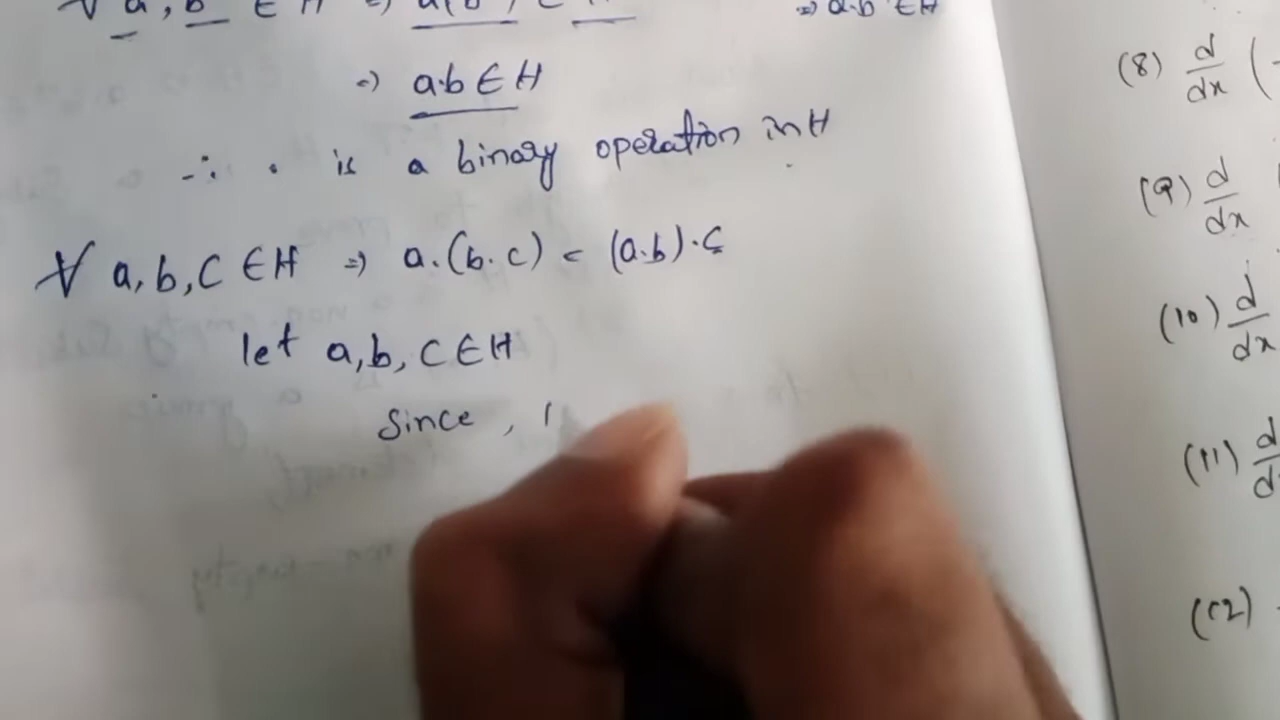 ∀ a, b ∈ H ⇒
⇒ a·b ∈ H
⇒ a·b ∈ H
∴ · is a binary operation in H
∀ a, b, c ∈ H ⇒ a.(b.c) = (a.b).c
let a, b, c ∈ H
Since ,
(8) d/dx (
(9) d/dx
(10) d/dx
(11) d/d
(12)